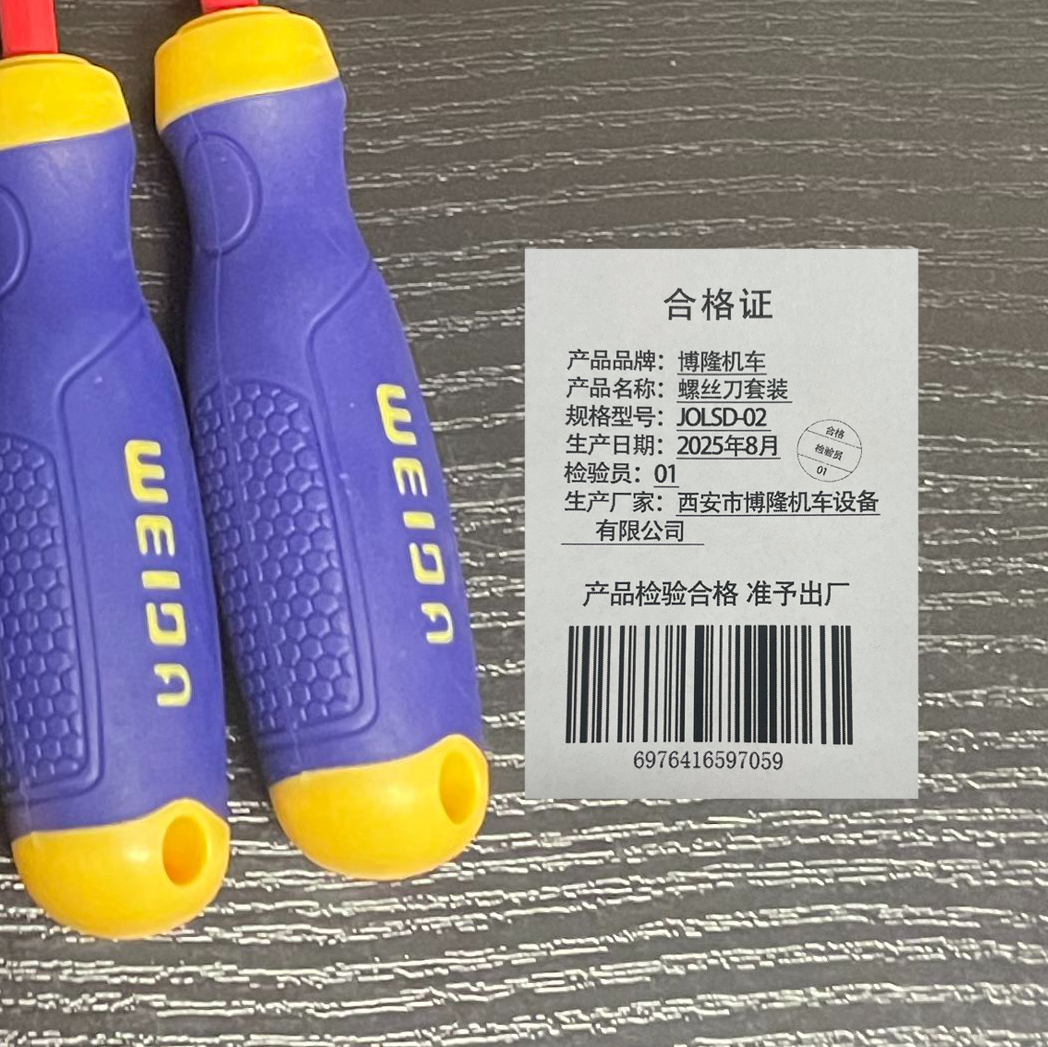 WEIDA
WEIDA
合格证
产品品牌：博隆机车
产品名称：螺丝刀套装
规格型号：JOLSD-02
生产日期：2025年8月
检验员：01
生产厂家：西安市博隆机车设备
有限公司
合格
检验员
01
产品检验合格 准予出厂
6976416597059